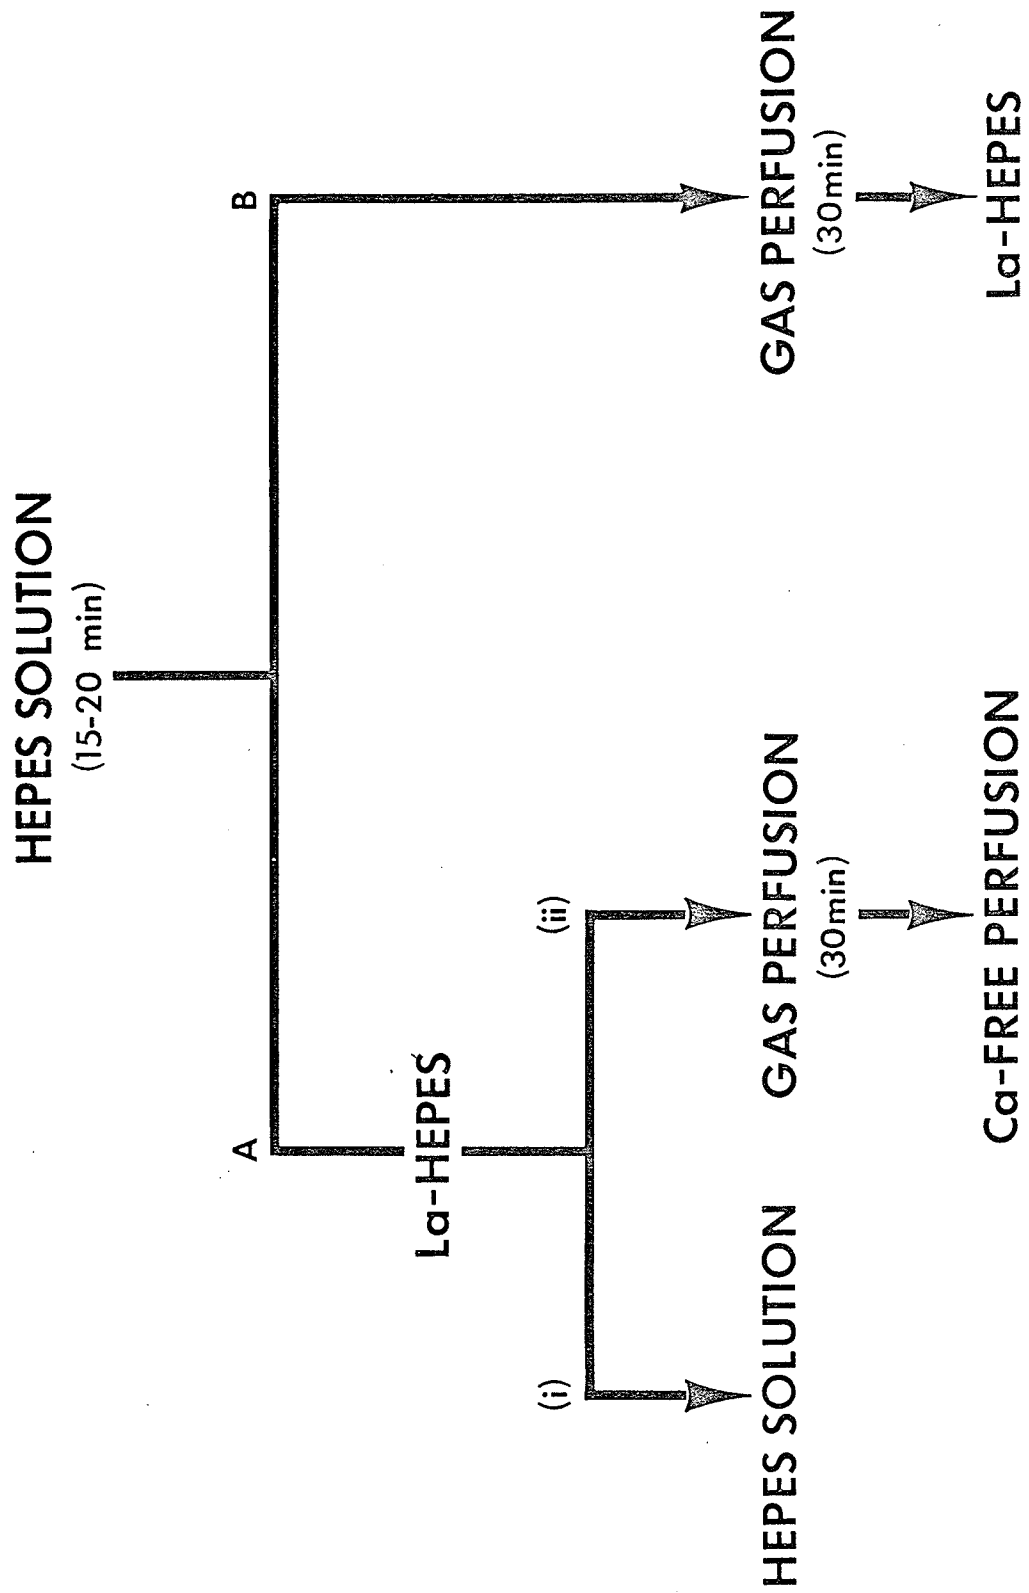 HEPES SOLUTION
(15-20 min)
A
B
La-HEPES
(i)
(ii)
HEPES SOLUTION
GAS PERFUSION
(30min)
Ca-FREE PERFUSION
GAS PERFUSION
(30min)
La-HEPES